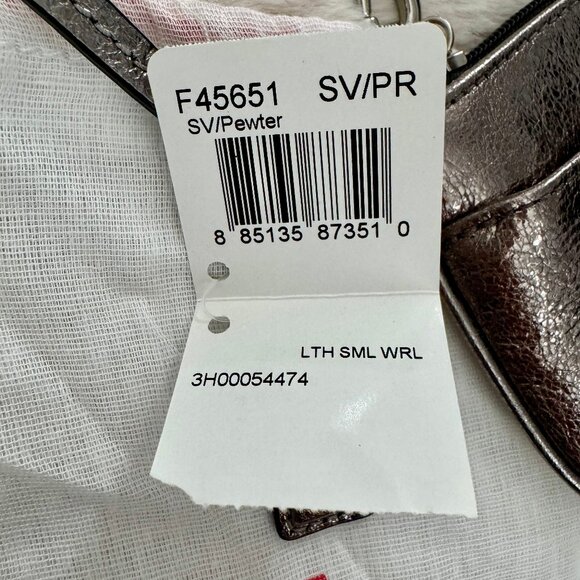 F45651 SV/PR
SV/Pewter
8 85135 87351 0
LTH SML WRL
3H00054474